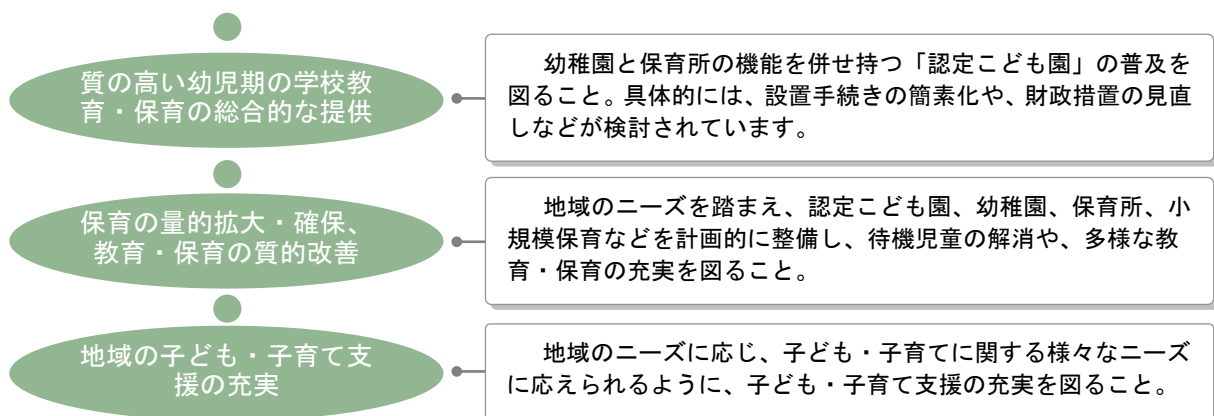 質の高い幼児期の学校教
育・保育の総合的な提供
幼稚園と保育所の機能を併せ持つ「認定こども園」の普及を
図ること。具体的には、設置手続きの簡素化や、財政措置の見直
しなどが検討されています。
保育の量的拡大・確保、
教育・保育の質的改善
地域のニーズを踏まえ、認定こども園、幼稚園、保育所、小
規模保育などを計画的に整備し、待機児童の解消や、多様な教
育・保育の充実を図ること。
地域の子ども・子育て支
援の充実
地域のニーズに応じ、子ども・子育てに関する様々なニーズ
に応えられるように、子ども・子育て支援の充実を図ること。